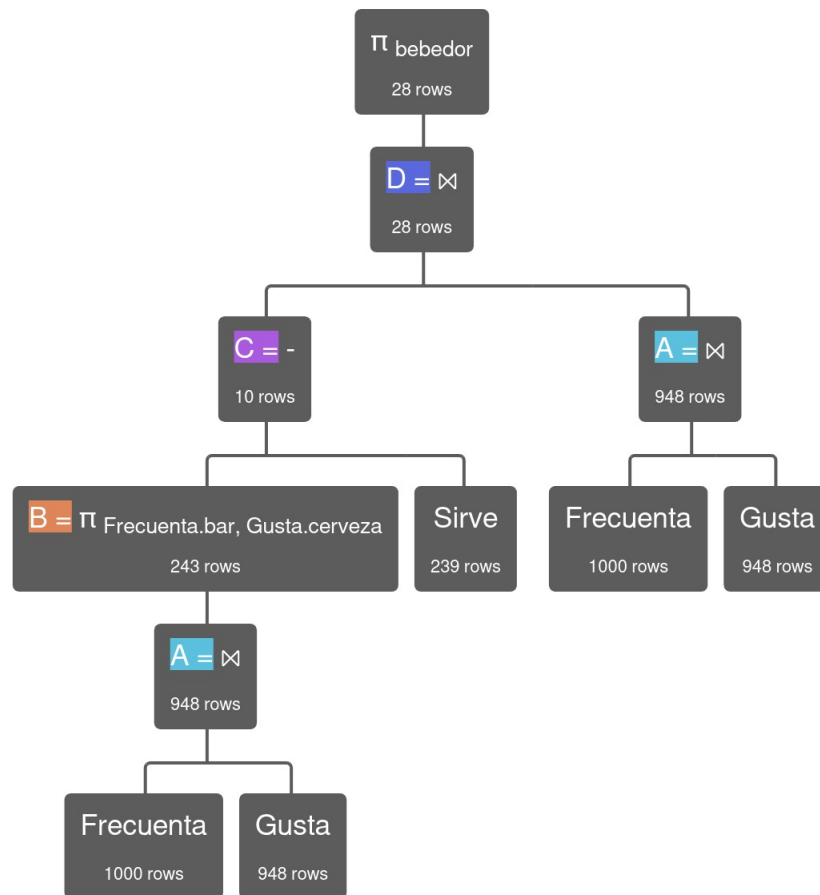 π bebedor
28 rows
D = ⋈
28 rows
C = -
10 rows
A = ⋈
948 rows
B = π Frecuenta.bar, Gusta.cerveza
243 rows
Sirve
239 rows
Frecuenta
1000 rows
Gusta
948 rows
A = ⋈
948 rows
Frecuenta
1000 rows
Gusta
948 rows